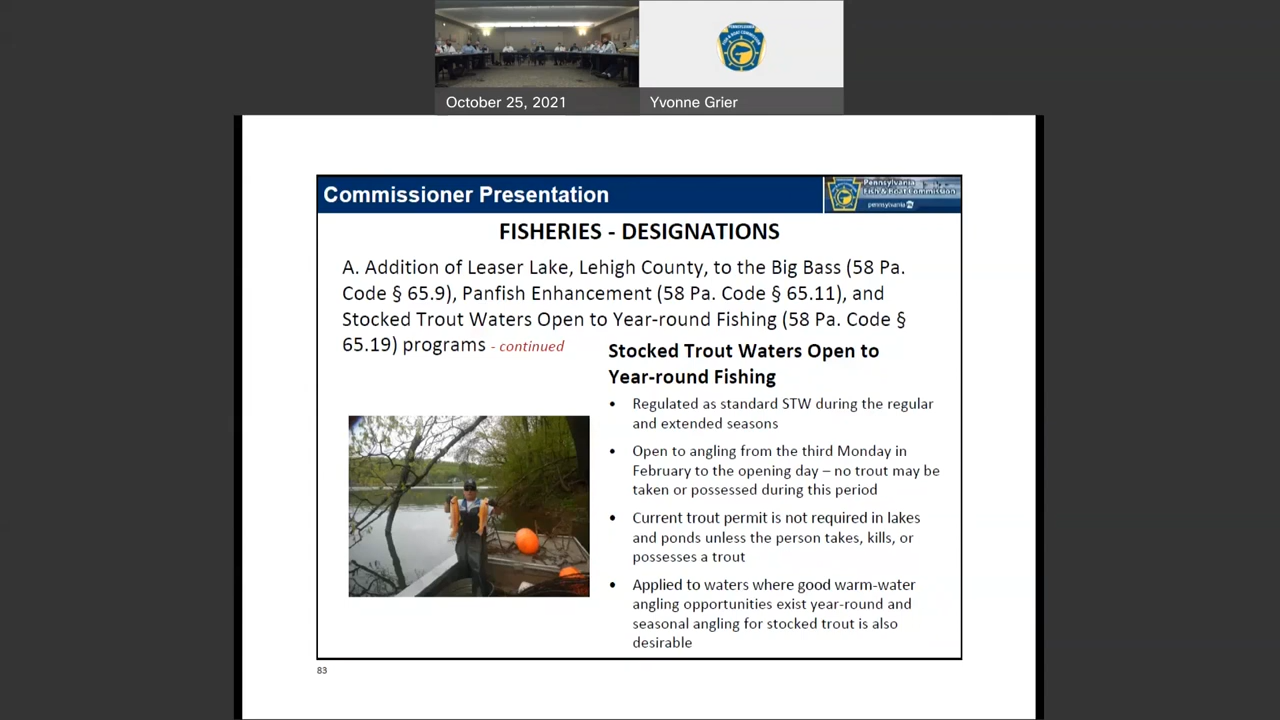 October 25, 2021
Yvonne Grier
Commissioner Presentation
Pennsylvania
Fish & Boat Commission
pennsylvania
FISHERIES - DESIGNATIONS
A. Addition of Leaser Lake, Lehigh County, to the Big Bass (58 Pa.
Code § 65.9), Panfish Enhancement (58 Pa. Code § 65.11), and
Stocked Trout Waters Open to Year-round Fishing (58 Pa. Code §
65.19) programs - continued
Stocked Trout Waters Open to
Year-round Fishing
• Regulated as standard STW during the regular
and extended seasons
• Open to angling from the third Monday in
February to the opening day – no trout may be
taken or possessed during this period
• Current trout permit is not required in lakes
and ponds unless the person takes, kills, or
possesses a trout
• Applied to waters where good warm-water
angling opportunities exist year-round and
seasonal angling for stocked trout is also
desirable
83